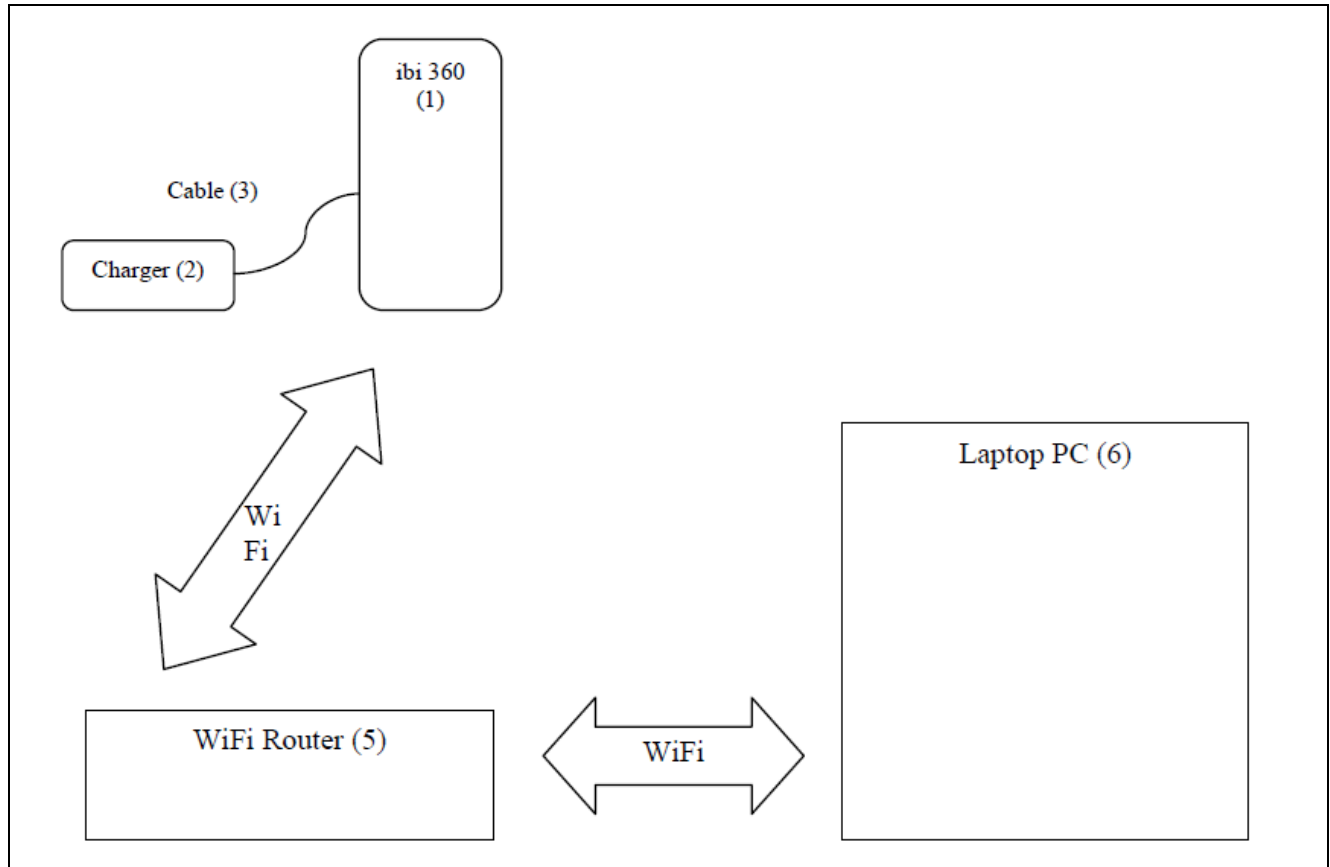 ibi 360
(1)
Cable (3)
Charger (2)
Wi
Fi
Laptop PC (6)
WiFi Router (5)
WiFi